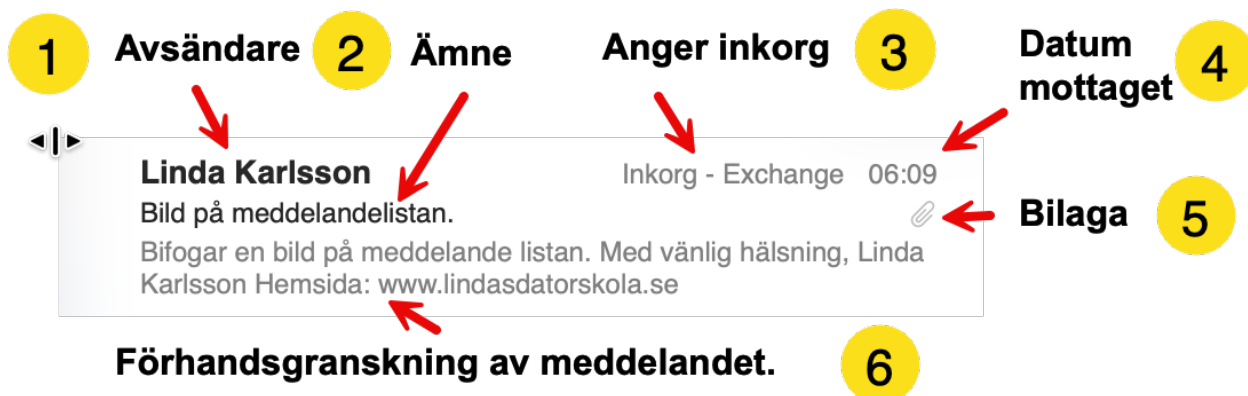 1 Avsändare 2 Ämne Anger inkorg 3 Datum mottaget 4
Linda Karlsson Inkorg - Exchange 06:09
Bild på meddelandelistan.
Bilaga 5
Bifogar en bild på meddelande listan. Med vänlig hälsning, Linda
Karlsson Hemsida: www.lindasdatorskola.se
Förhandsgranskning av meddelandet. 6